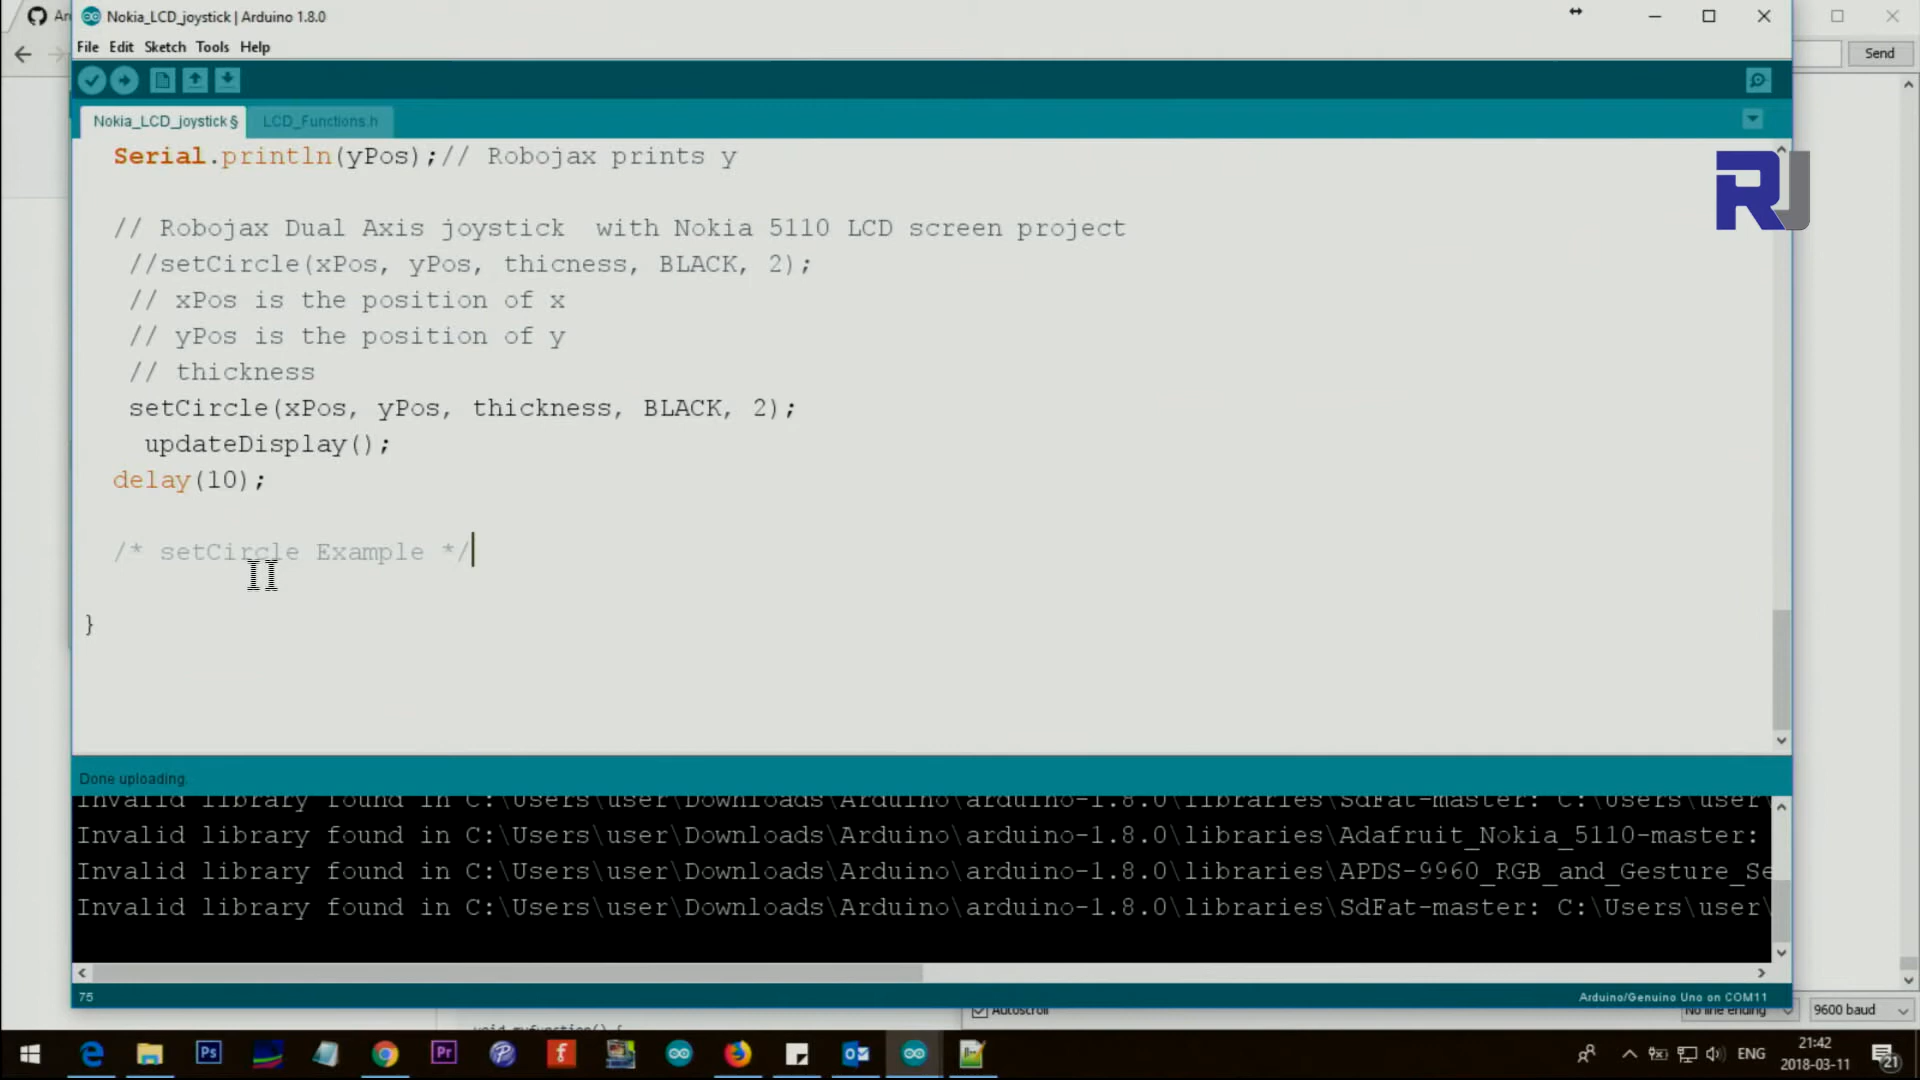 Nokia_LCD_joystick | Arduino 1.8.0
File Edit Sketch Tools Help
Send
Nokia_LCD_joystick § LCD_Functions.h
Serial.println(yPos);// Robojax prints y
RJ
// Robojax Dual Axis joystick  with Nokia 5110 LCD screen project
//setCircle(xPos, yPos, thicness, BLACK, 2);
// xPos is the position of x
// yPos is the position of y
// thickness
setCircle(xPos, yPos, thickness, BLACK, 2);
updateDisplay();
delay(10);
/* setCircle Example */
}
Done uploading.
Invalid library found in C:\Users\user\Downloads\Arduino\arduino-1.8.0\libraries\SdFat-master: C:\Users\user\
Invalid library found in C:\Users\user\Downloads\Arduino\arduino-1.8.0\libraries\Adafruit_Nokia_5110-master:
Invalid library found in C:\Users\user\Downloads\Arduino\arduino-1.8.0\libraries\APDS-9960_RGB_and_Gesture_Se
Invalid library found in C:\Users\user\Downloads\Arduino\arduino-1.8.0\libraries\SdFat-master: C:\Users\user\
75
Arduino/Genuino Uno on COM11
Autoscroll No line ending 9600 baud
ENG
21:42
2018-03-11
21